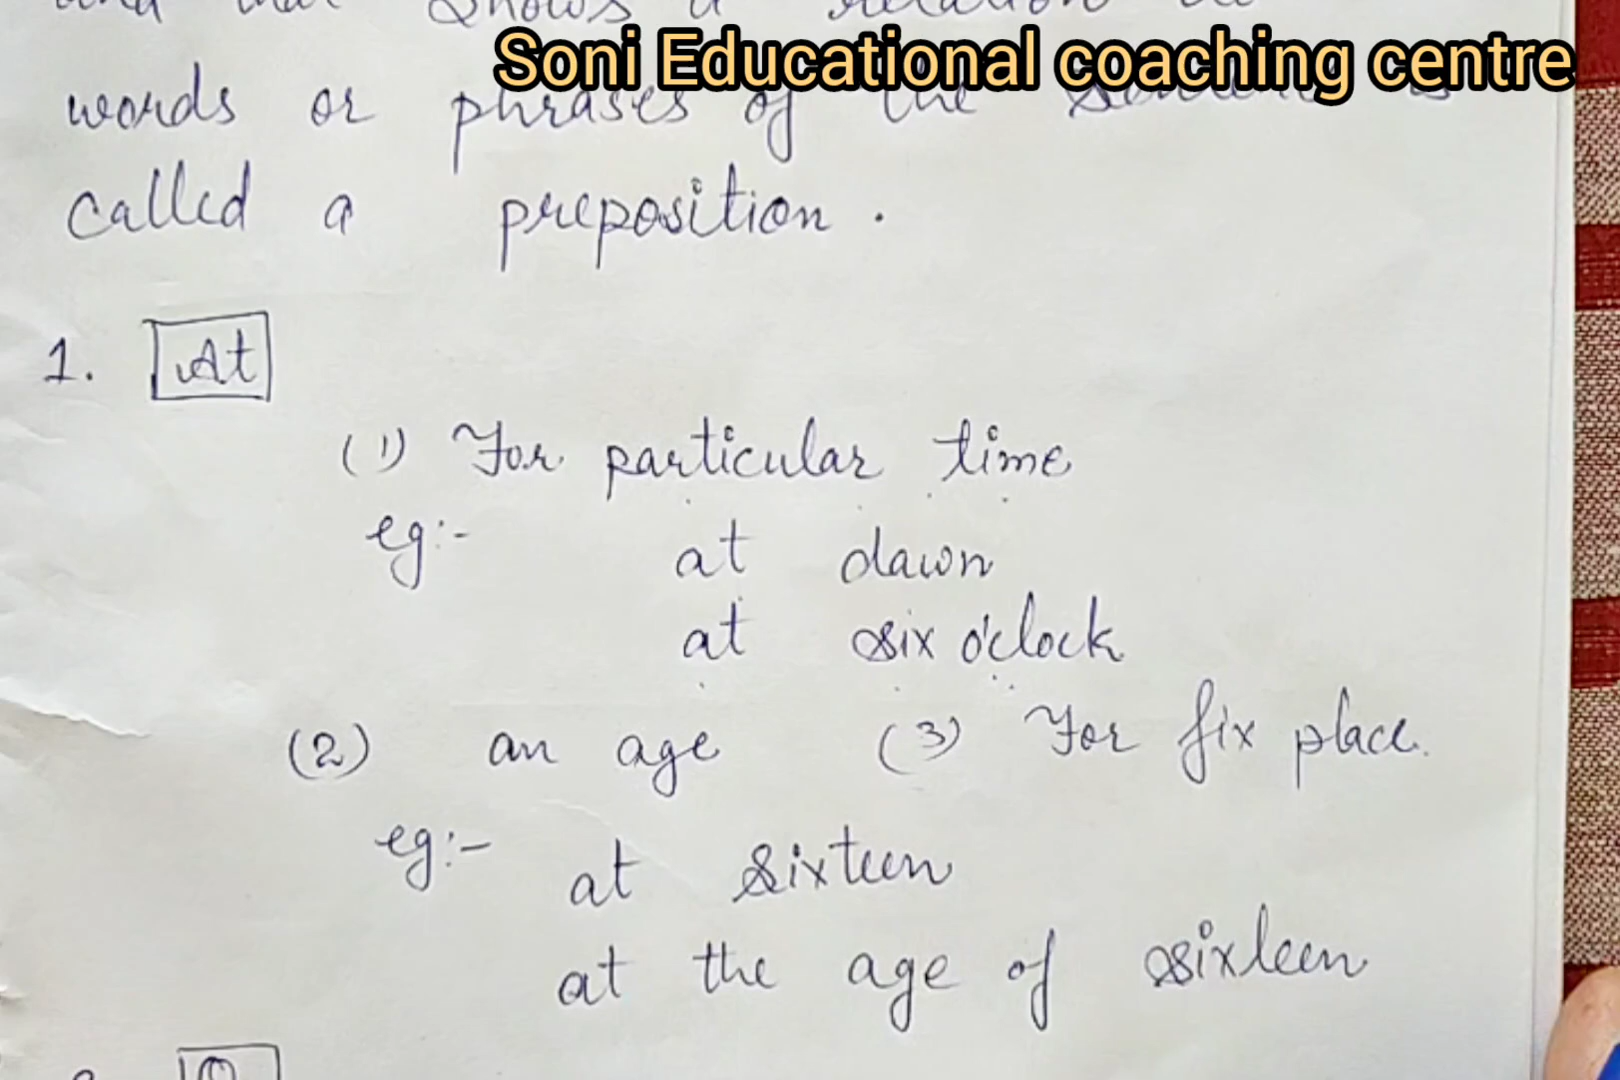 Soni Educational coaching centre
words or phrases of the
called a preposition.
1. At
(1) For particular time
eg:- at dawn
at six o'clock
(2) an age (3) For fix place.
eg:- at sixteen
at the age of sixteen